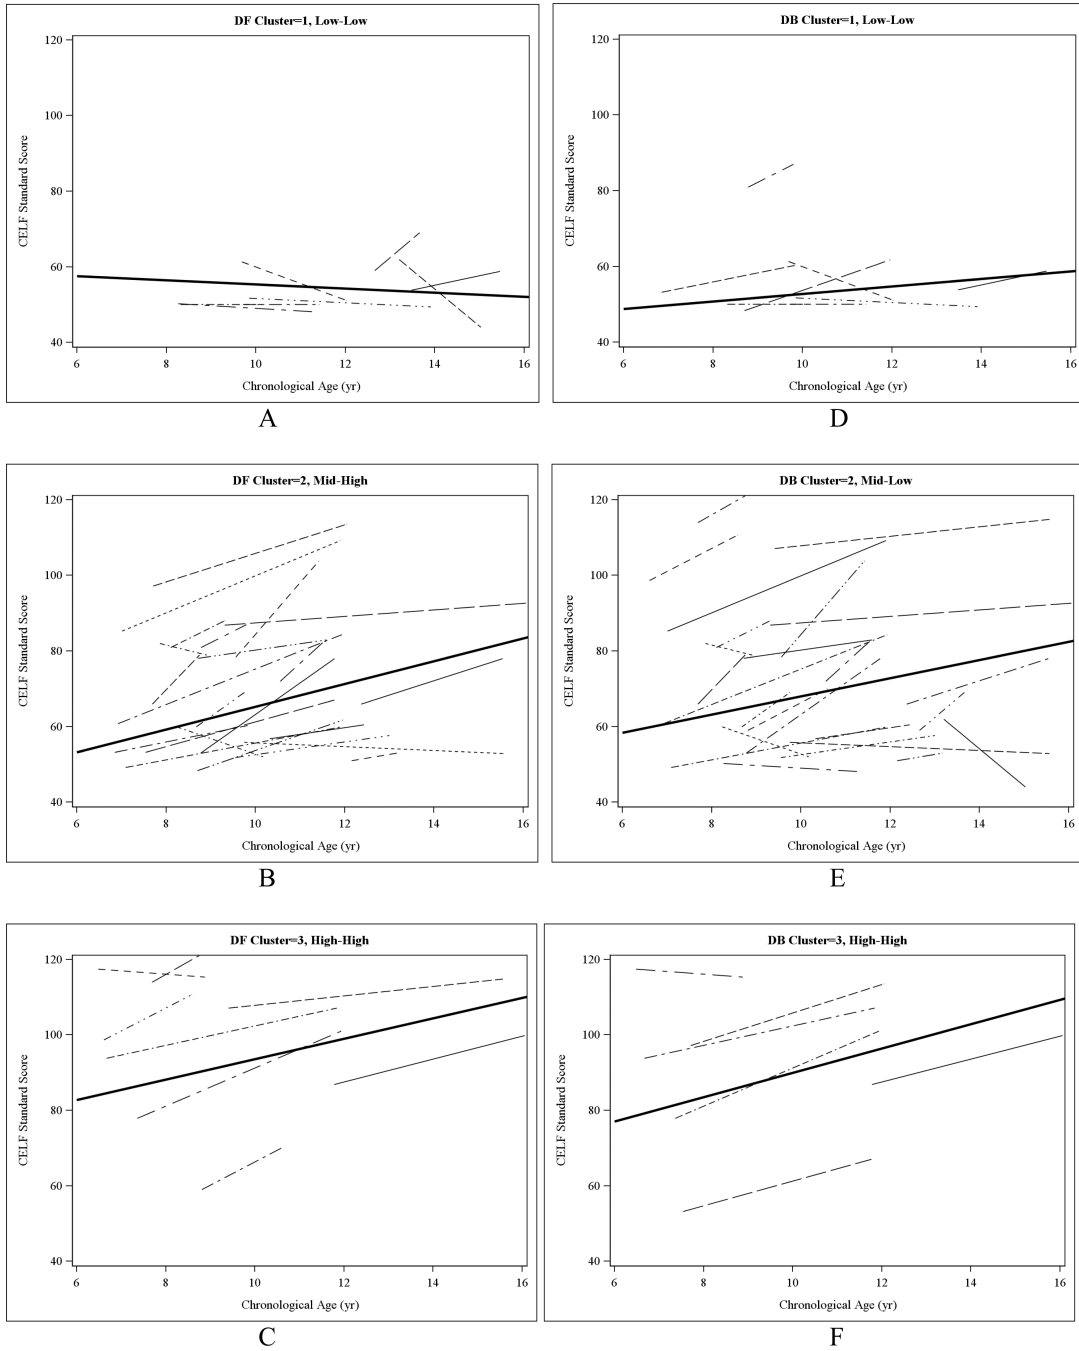 DF Cluster=1, Low-Low
120
100
80
60
40
CELF Standard Score
6 8 10 12 14 16
Chronological Age (yr)
A
DB Cluster=1, Low-Low
120
100
80
60
40
CELF Standard Score
6 8 10 12 14 16
Chronological Age (yr)
D
DF Cluster=2, Mid-High
120
100
80
60
40
CELF Standard Score
6 8 10 12 14 16
Chronological Age (yr)
B
DB Cluster=2, Mid-Low
120
100
80
60
40
CELF Standard Score
6 8 10 12 14 16
Chronological Age (yr)
E
DF Cluster=3, High-High
120
100
80
60
40
CELF Standard Score
6 8 10 12 14 16
Chronological Age (yr)
C
DB Cluster=3, High-High
120
100
80
60
40
CELF Standard Score
6 8 10 12 14 16
Chronological Age (yr)
F